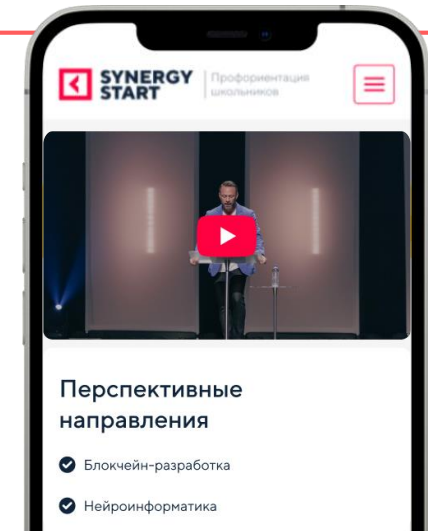 SYNERGY
START
Профориентация
школьников
Перспективные
направления
Блокчейн-разработка
Нейроинформатика